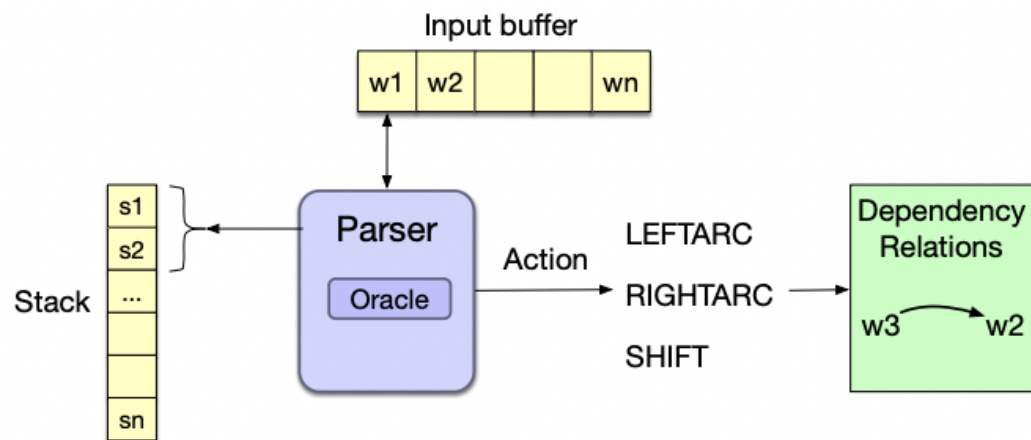 Input buffer
w1 w2 wn
s1
s2
...
sn
Stack
Parser
Oracle
Action
LEFTARC
RIGHTARC
SHIFT
Dependency
Relations
w3 w2